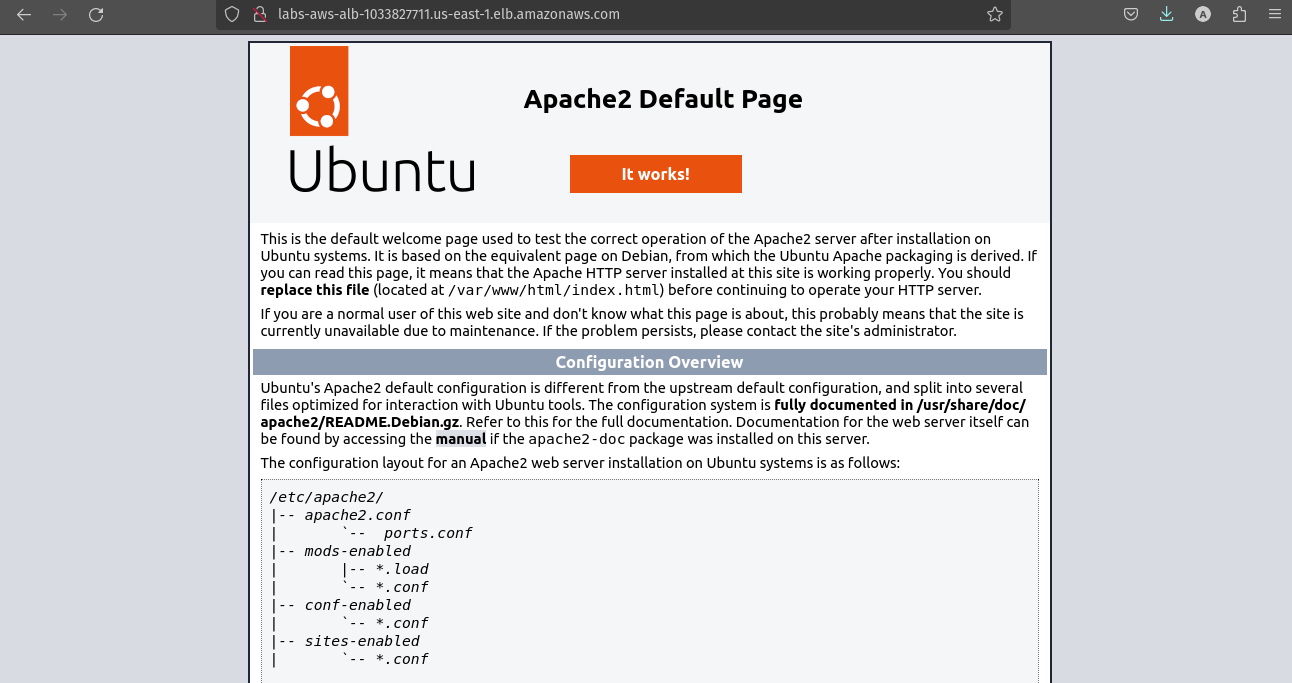 labs-aws-alb-1033827711.us-east-1.elb.amazonaws.com
A
Apache2 Default Page
Ubuntu
It works!
This is the default welcome page used to test the correct operation of the Apache2 server after installation on
Ubuntu systems. It is based on the equivalent page on Debian, from which the Ubuntu Apache packaging is derived. If
you can read this page, it means that the Apache HTTP server installed at this site is working properly. You should
replace this file (located at /var/www/html/index.html) before continuing to operate your HTTP server.
If you are a normal user of this web site and don't know what this page is about, this probably means that the site is
currently unavailable due to maintenance. If the problem persists, please contact the site's administrator.
Configuration Overview
Ubuntu's Apache2 default configuration is different from the upstream default configuration, and split into several
files optimized for interaction with Ubuntu tools. The configuration system is fully documented in /usr/share/doc/
apache2/README.Debian.gz. Refer to this for the full documentation. Documentation for the web server itself can
be found by accessing the manual if the apache2-doc package was installed on this server.
The configuration layout for an Apache2 web server installation on Ubuntu systems is as follows:
/etc/apache2/
|-- apache2.conf
|       `--  ports.conf
|-- mods-enabled
|       |-- *.load
|       `-- *.conf
|-- conf-enabled
|       `-- *.conf
|-- sites-enabled
|       `-- *.conf